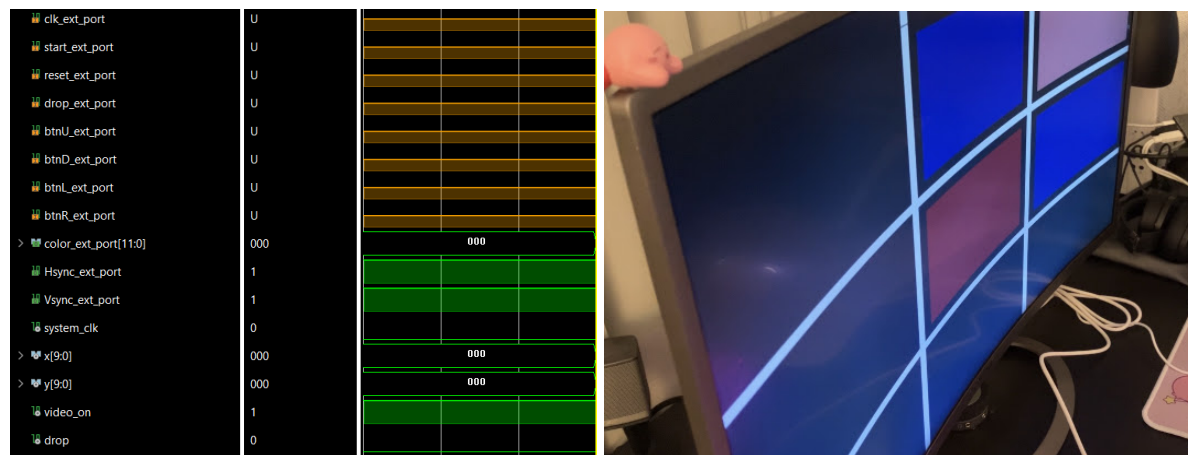 clk_ext_port U
start_ext_port U
reset_ext_port U
drop_ext_port U
btnU_ext_port U
btnD_ext_port U
btnL_ext_port U
btnR_ext_port U
color_ext_port[11:0] 000 000
Hsync_ext_port 1
Vsync_ext_port 1
system_clk 0
x[9:0] 000 000
y[9:0] 000 000
video_on 1
drop 0